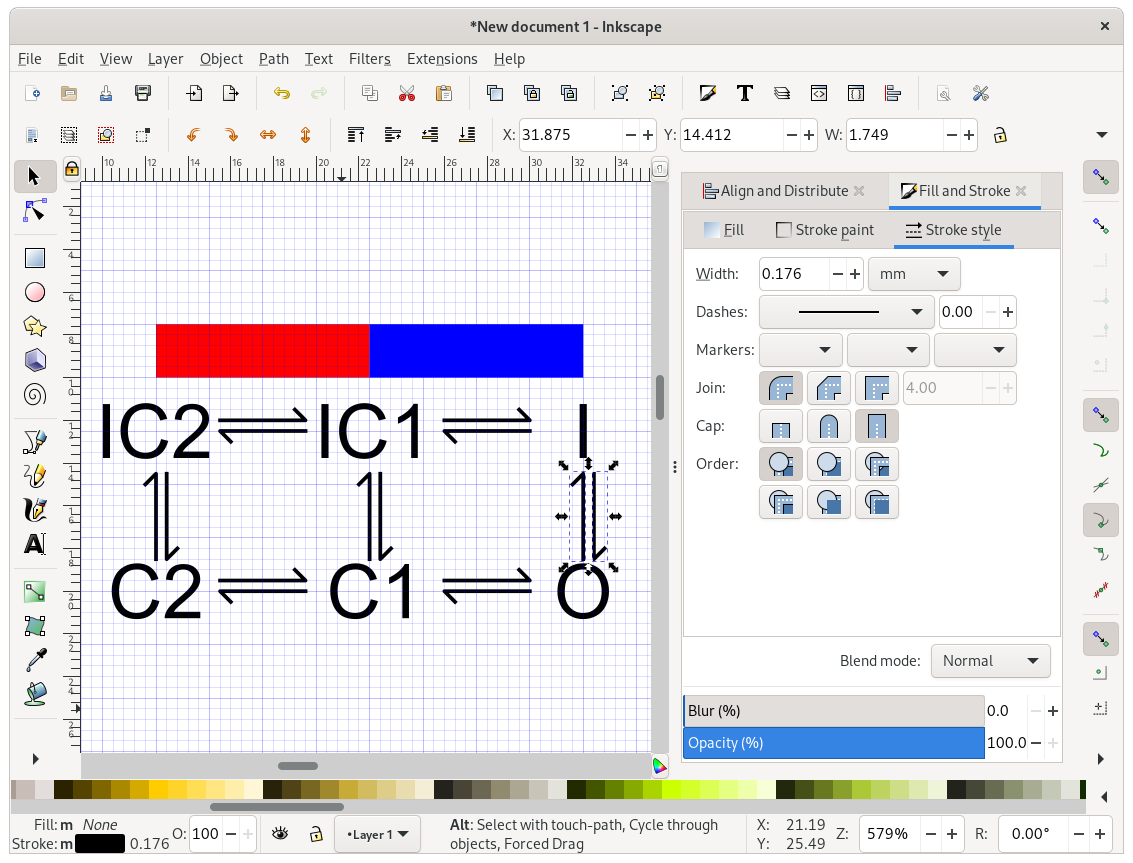 *New document 1 - Inkscape
File Edit View Layer Object Path Text Filters Extensions Help
X: 31.875 Y: 14.412 W: 1.749
10 12 14 16 18 20 22 24 26 28 30 32 34
Align and Distribute Fill and Stroke
Fill Stroke paint Stroke style
Width: 0.176 mm
Dashes: 0.00
Markers:
Join: 4.00
Cap:
Order:
IC2 IC1 I
C2 C1 O
Blend mode: Normal
Blur (%) 0.0
Opacity (%) 100.0
Fill: m None
Stroke: m 0.176
O: 100
•Layer 1
Alt: Select with touch-path, Cycle through
objects, Forced Drag
X: 21.19
Y: 25.49
Z: 579%
R: 0.00°